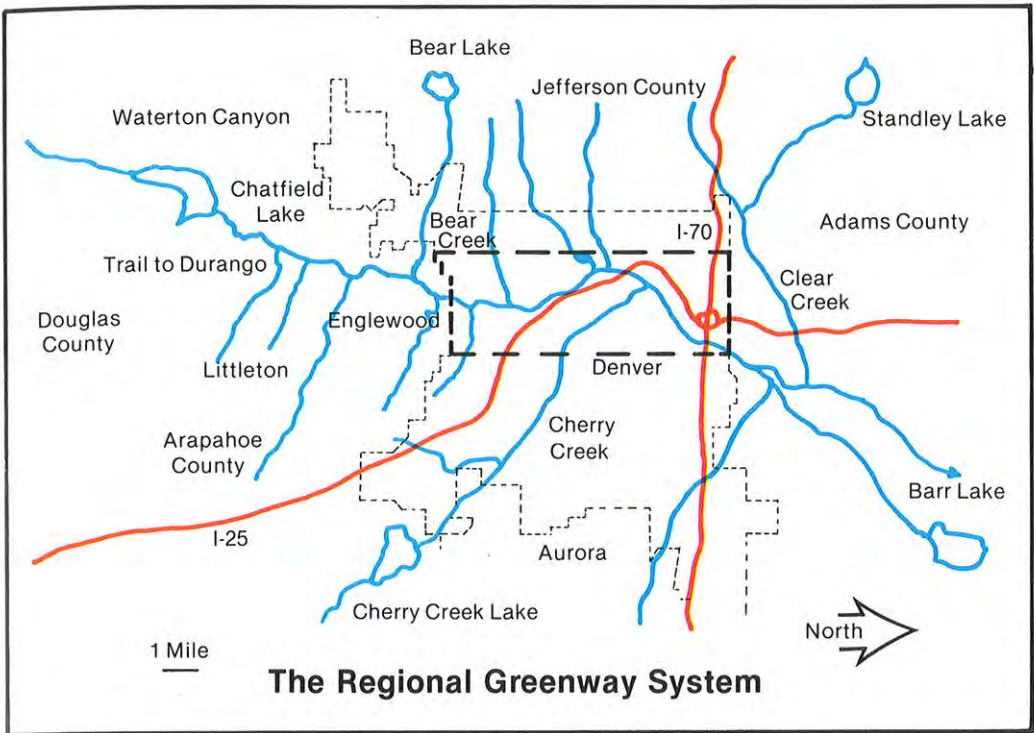 Bear Lake
Jefferson County
Waterton Canyon
Standley Lake
Chatfield
Lake
Bear
Creek
I-70
Adams County
Trail to Durango
Clear
Creek
Douglas
County
Englewood
Littleton
Denver
Cherry
Creek
Arapahoe
County
Barr Lake
I-25
Aurora
Cherry Creek Lake
North
1 Mile
The Regional Greenway System